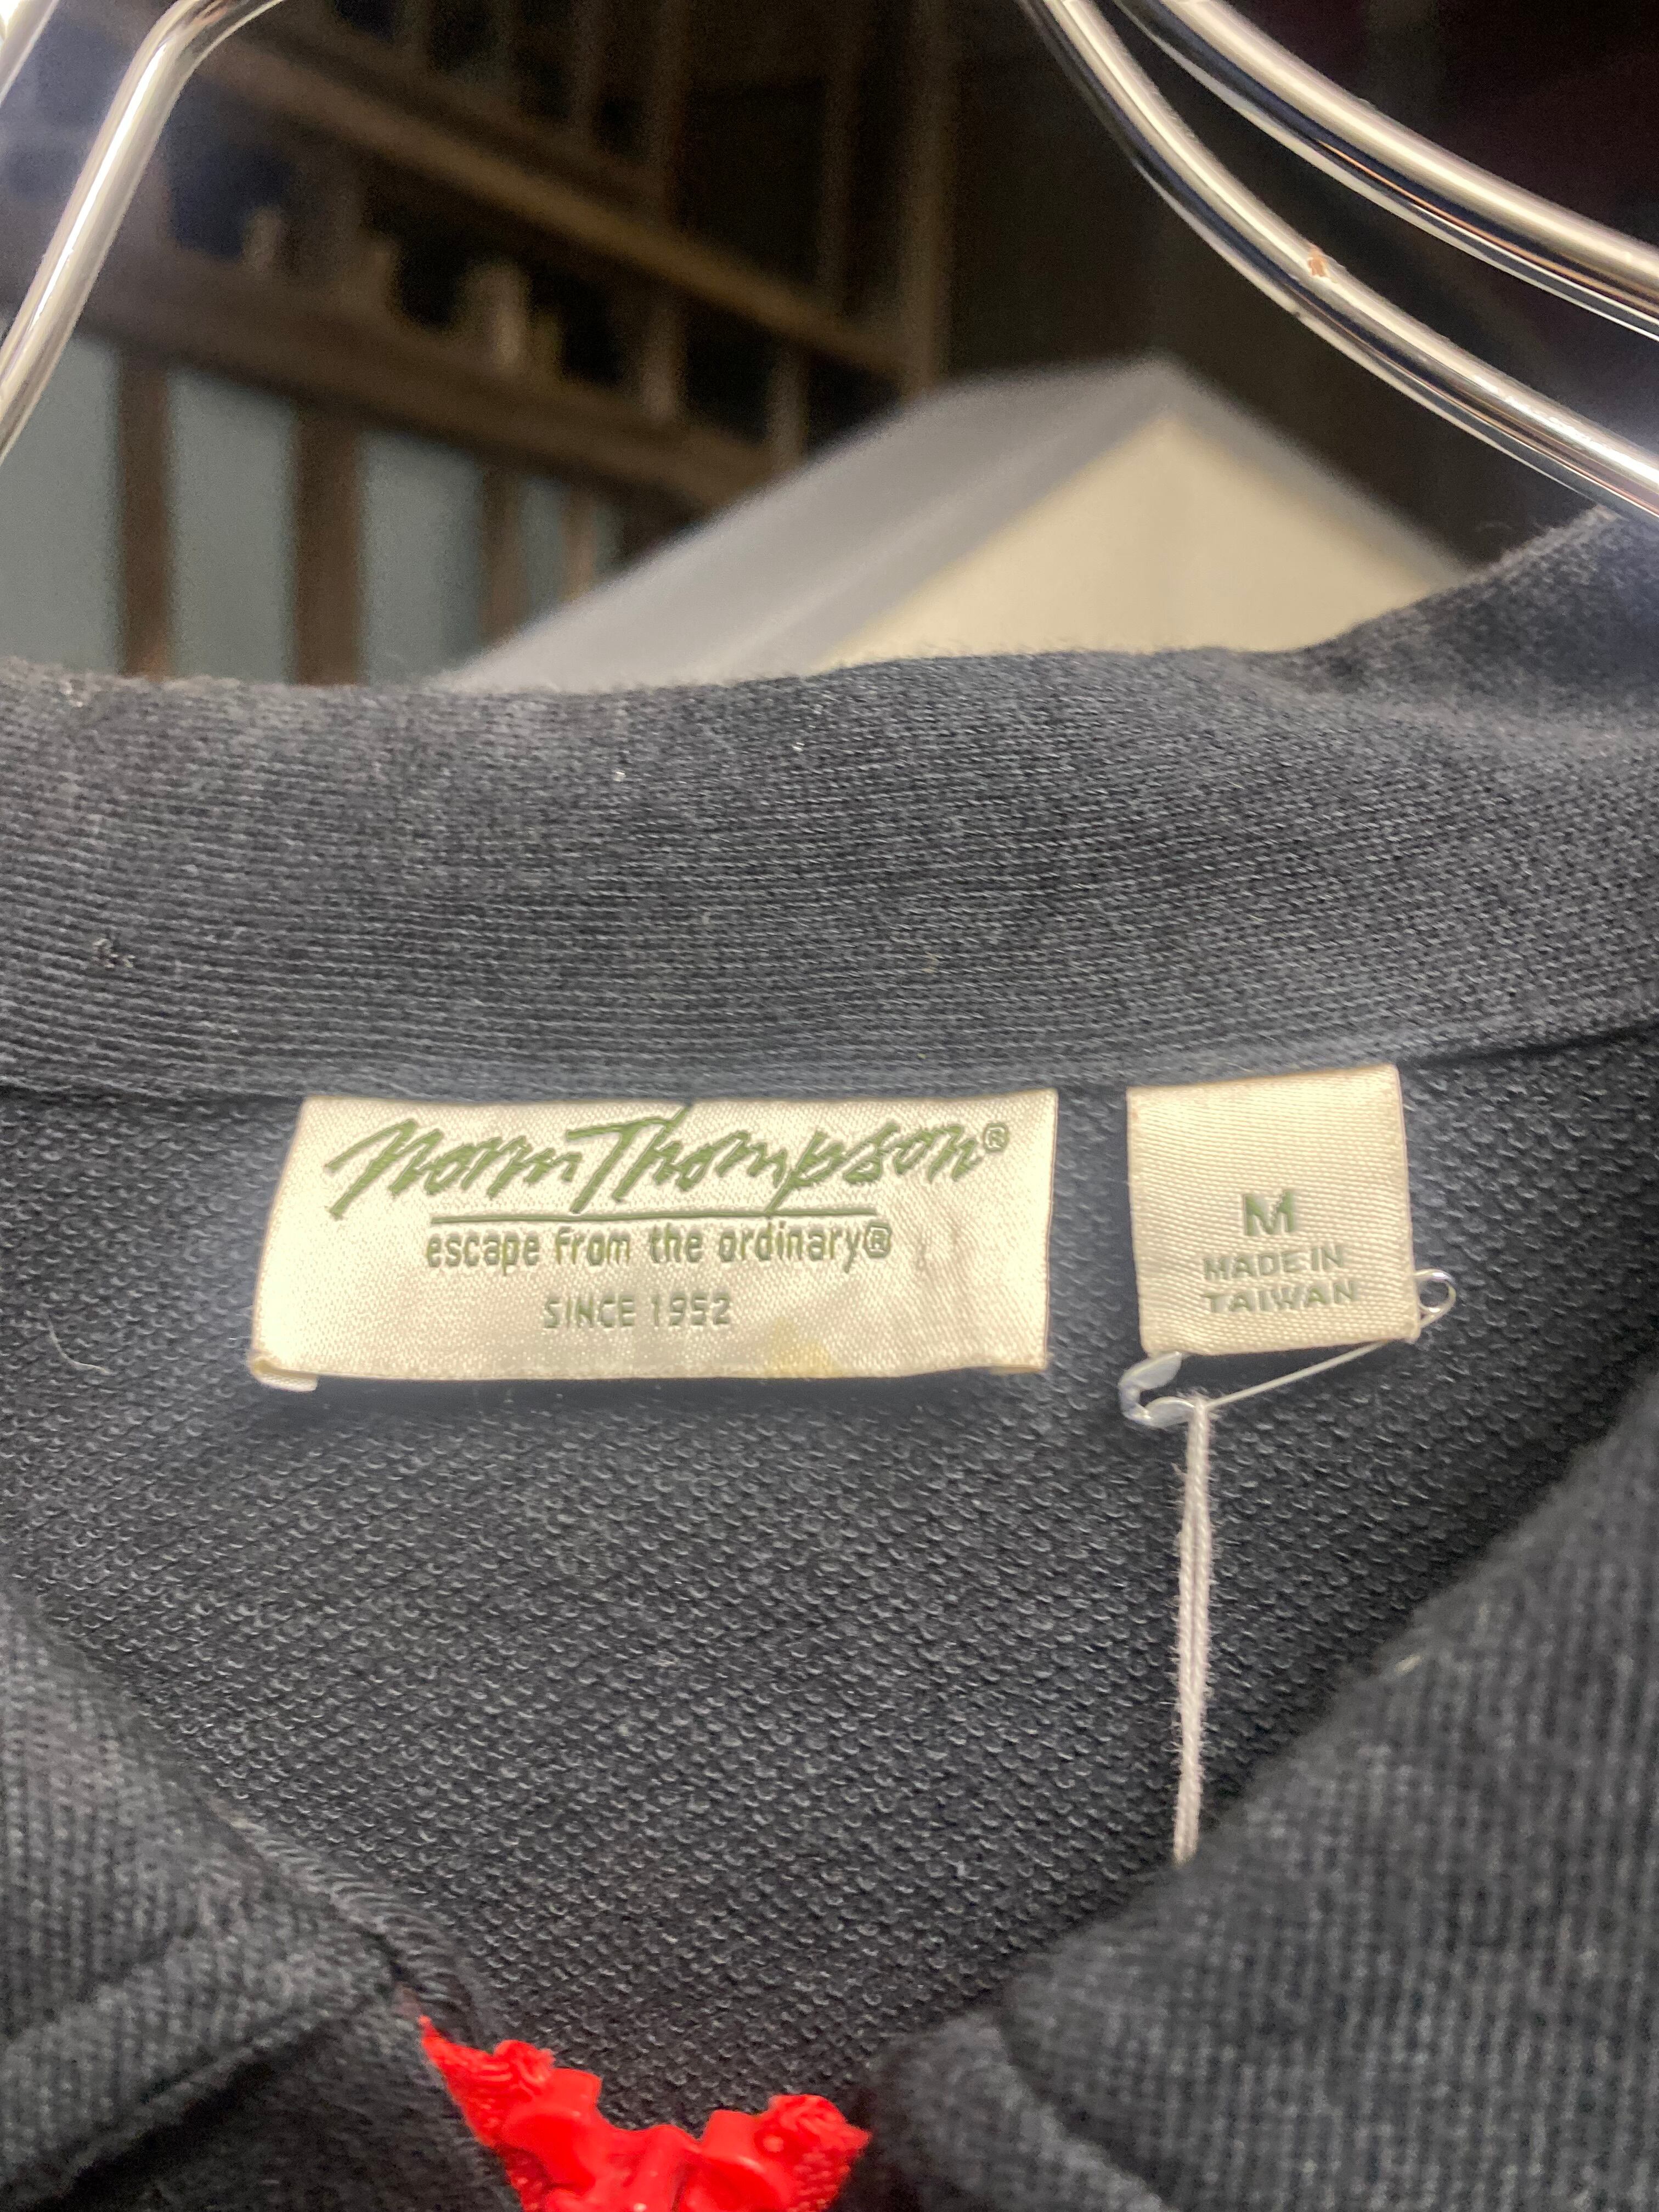 Norm Thompson®
escape from the ordinary®
SINCE 1952
M
MADE IN
TAIWAN